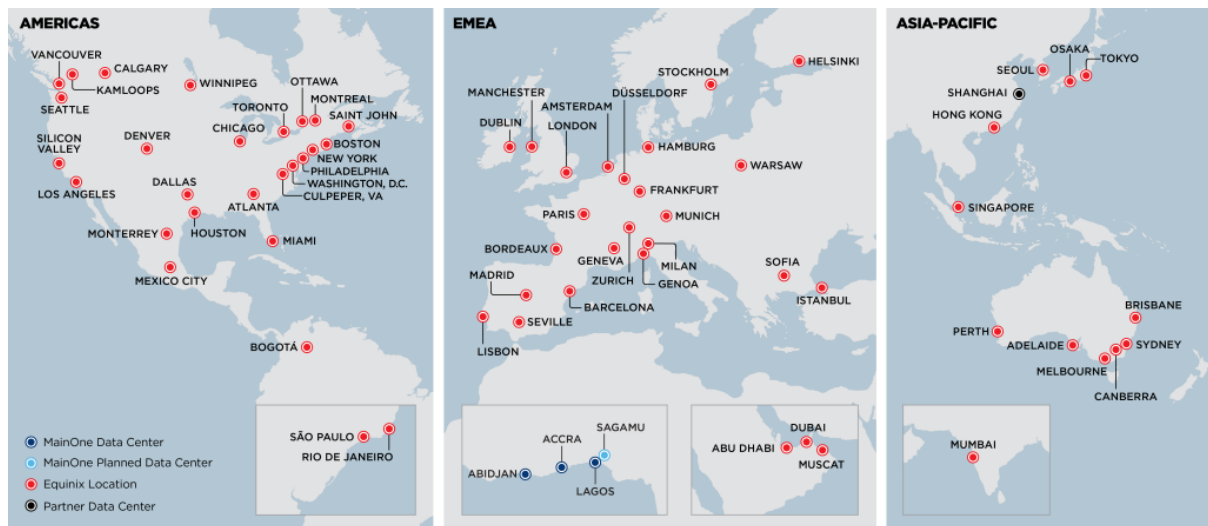 AMERICAS
VANCOUVER
CALGARY
KAMLOOPS
SEATTLE
WINNIPEG
OTTAWA
MONTREAL
TORONTO
SAINT JOHN
CHICAGO
BOSTON
NEW YORK
PHILADELPHIA
WASHINGTON, D.C.
CULPEPER, VA
SILICON
VALLEY
DENVER
LOS ANGELES
DALLAS
ATLANTA
MONTERREY
HOUSTON
MIAMI
MEXICO CITY
BOGOTÁ
SÃO PAULO
RIO DE JANEIRO
MainOne Data Center
MainOne Planned Data Center
Equinix Location
Partner Data Center
EMEA
HELSINKI
STOCKHOLM
MANCHESTER
DÜSSELDORF
AMSTERDAM
DUBLIN
LONDON
HAMBURG
WARSAW
FRANKFURT
PARIS
MUNICH
BORDEAUX
GENEVA
MILAN
ZURICH
GENOA
SOFIA
MADRID
ISTANBUL
BARCELONA
SEVILLE
LISBON
SAGAMU
ACCRA
ABIDJAN
LAGOS
DUBAI
ABU DHABI
MUSCAT
ASIA-PACIFIC
OSAKA
TOKYO
SEOUL
SHANGHAI
HONG KONG
SINGAPORE
BRISBANE
PERTH
ADELAIDE
SYDNEY
MELBOURNE
CANBERRA
MUMBAI